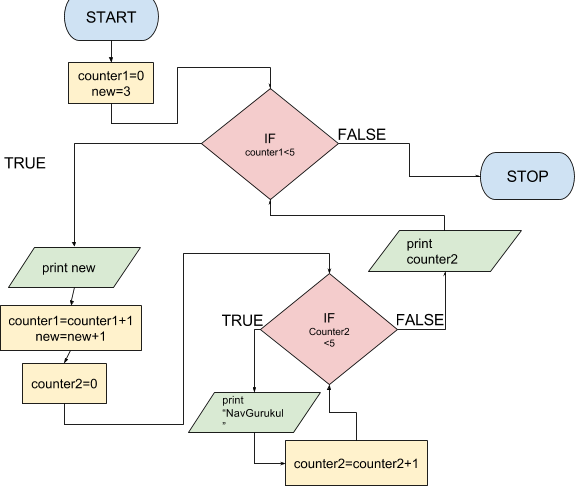 START
counter1=0
new=3
IF
counter1<5
FALSE
TRUE
STOP
print new
print
counter2
counter1=counter1+1
new=new+1
counter2=0
TRUE
IF
Counter2
<5
FALSE
print
"NavGurukul
"
counter2=counter2+1